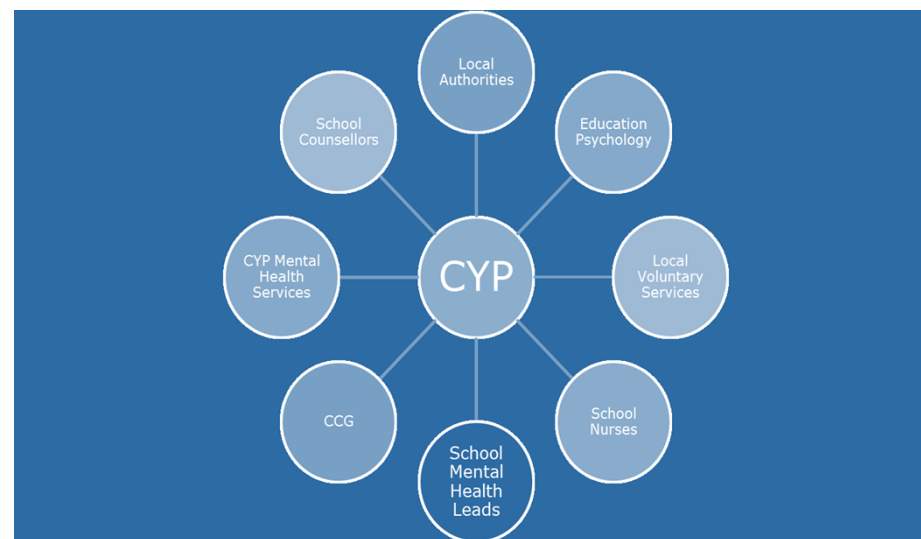 Local
Authorities
Education
Psychology
Local
Voluntary
Services
School
Nurses
School
Mental
Health
Leads
CCG
CYP Mental
Health
Services
School
Counsellors
CYP